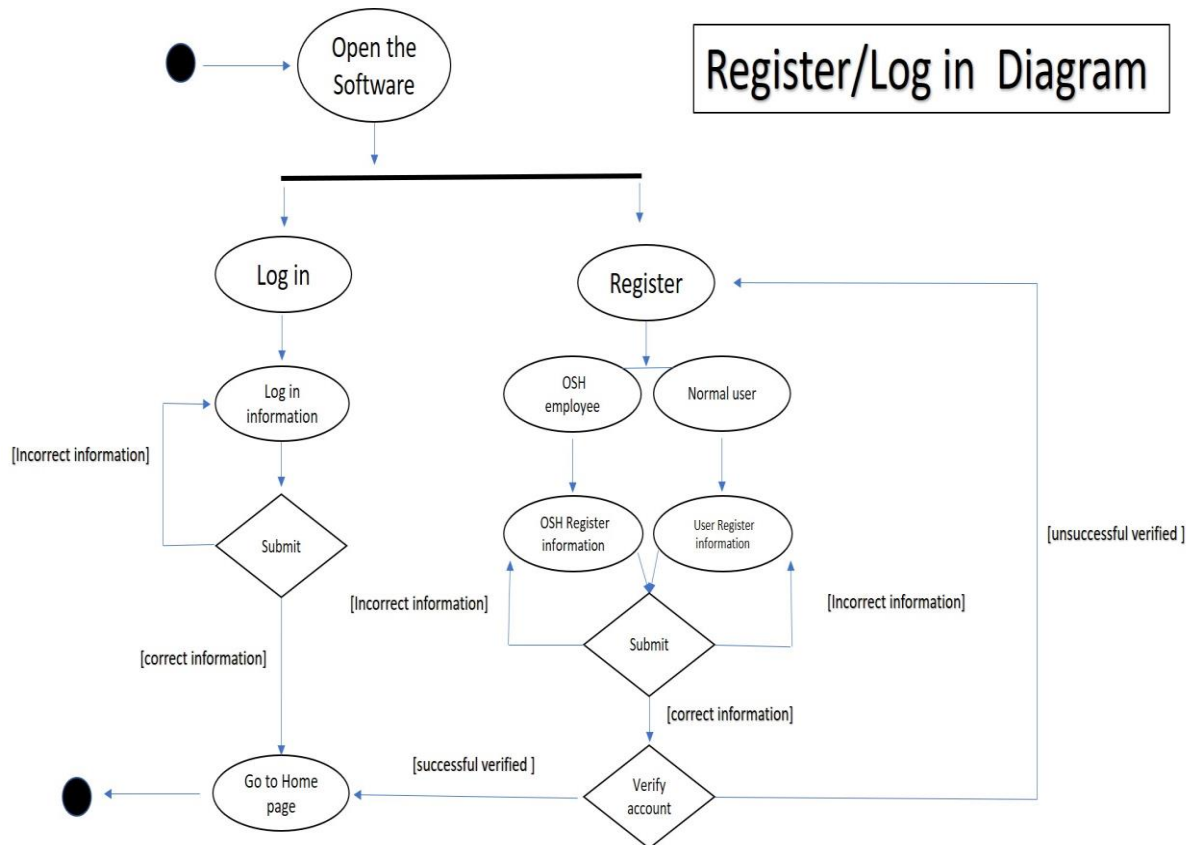 Open the
Software
Register/Log in Diagram
Log in
Register
Log in
information
OSH
employee
Normal user
[Incorrect information]
Submit
OSH Register
information
User Register
information
[unsuccessful verified ]
[Incorrect information]
[Incorrect information]
Submit
[correct information]
[correct information]
[successful verified ]
Go to Home
page
Verify
account